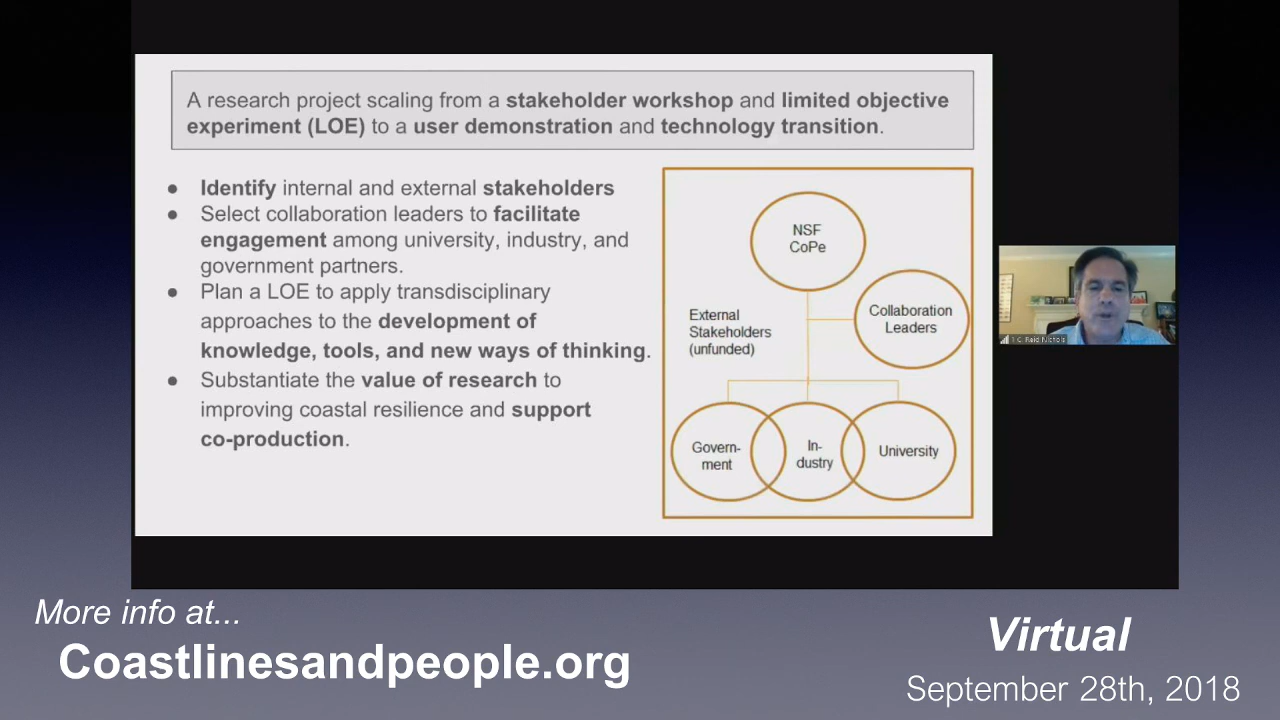 A research project scaling from a stakeholder workshop and limited objective
experiment (LOE) to a user demonstration and technology transition.
● Identify internal and external stakeholders
● Select collaboration leaders to facilitate
engagement among university, industry, and
government partners.
● Plan a LOE to apply transdisciplinary
approaches to the development of
knowledge, tools, and new ways of thinking.
● Substantiate the value of research to
improving coastal resilience and support
co-production.
NSF
CoPe
External
Stakeholders
(unfunded)
Collaboration
Leaders
Govern-
ment
In-
dustry
University
C. Reid Nichols
More info at...
Coastlinesandpeople.org
Virtual
September 28th, 2018